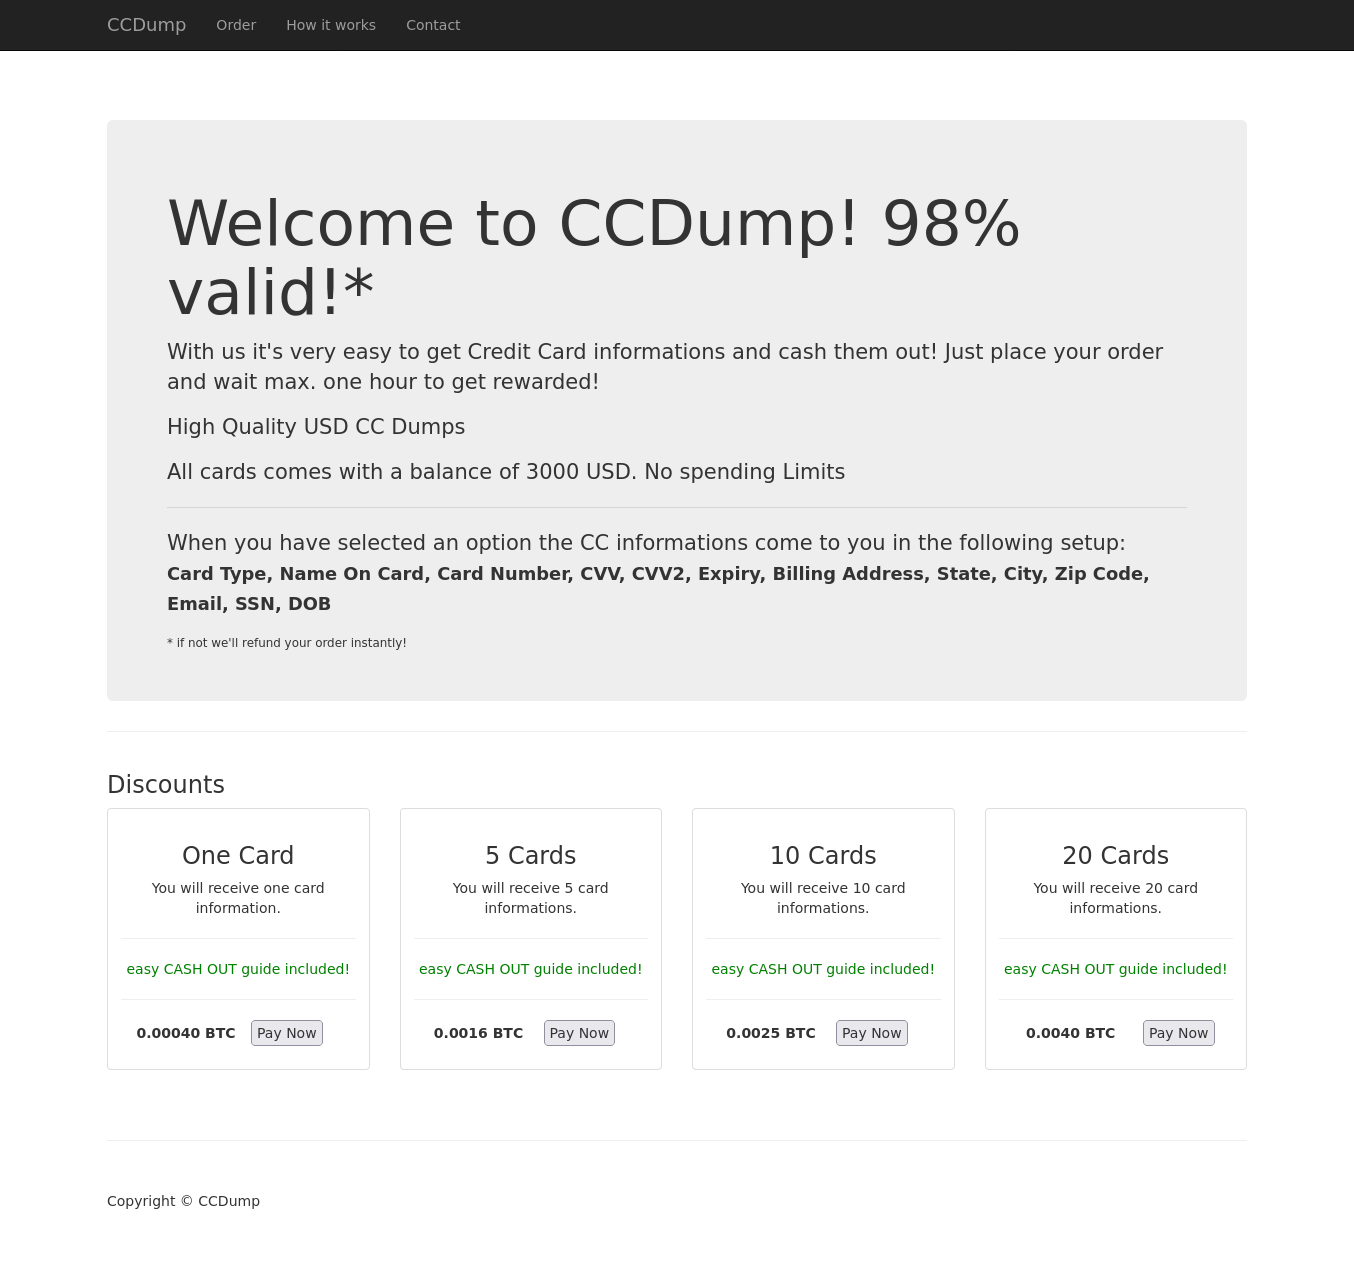 CCDump Order How it works Contact
Welcome to CCDump! 98%
valid!*
With us it's very easy to get Credit Card informations and cash them out! Just place your order
and wait max. one hour to get rewarded!
High Quality USD CC Dumps
All cards comes with a balance of 3000 USD. No spending Limits
When you have selected an option the CC informations come to you in the following setup:
Card Type, Name On Card, Card Number, CVV, CVV2, Expiry, Billing Address, State, City, Zip Code,
Email, SSN, DOB
* if not we'll refund your order instantly!
Discounts
One Card
You will receive one card
information.
easy CASH OUT guide included!
0.00040 BTC Pay Now
5 Cards
You will receive 5 card
informations.
easy CASH OUT guide included!
0.0016 BTC Pay Now
10 Cards
You will receive 10 card
informations.
easy CASH OUT guide included!
0.0025 BTC Pay Now
20 Cards
You will receive 20 card
informations.
easy CASH OUT guide included!
0.0040 BTC Pay Now
Copyright © CCDump